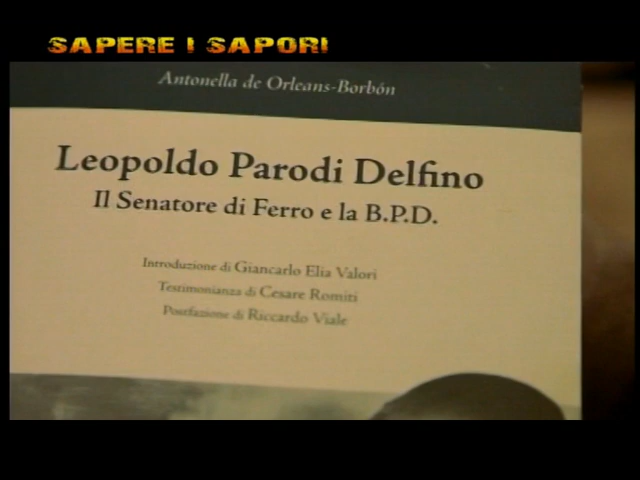 SAPERE I SAPORI
Antonella de Orleans-Borbón
Leopoldo Parodi Delfino
Il Senatore di Ferro e la B.P.D.
Introduzione di Giancarlo Elia Valori
Testimonianza di Cesare Romiti
Postfazione di Riccardo Viale